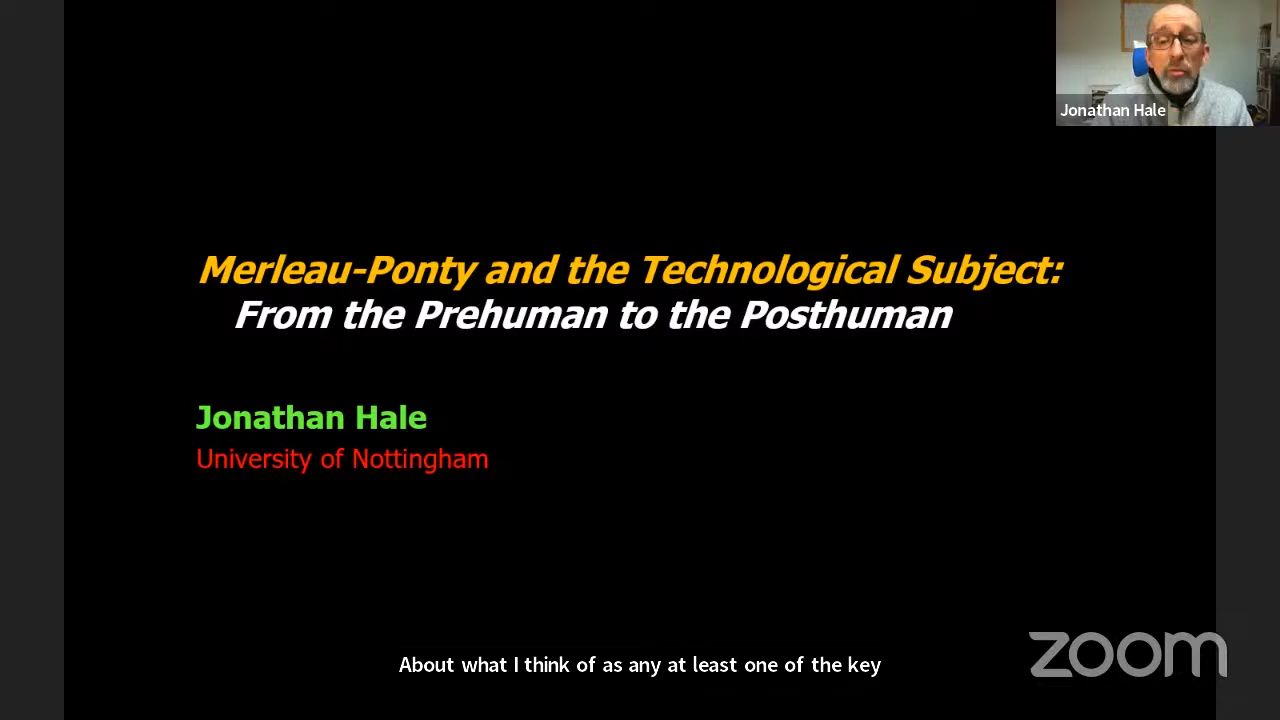 Jonathan Hale
Merleau-Ponty and the Technological Subject:
From the Prehuman to the Posthuman
Jonathan Hale
University of Nottingham
About what I think of as any at least one of the key
zoom